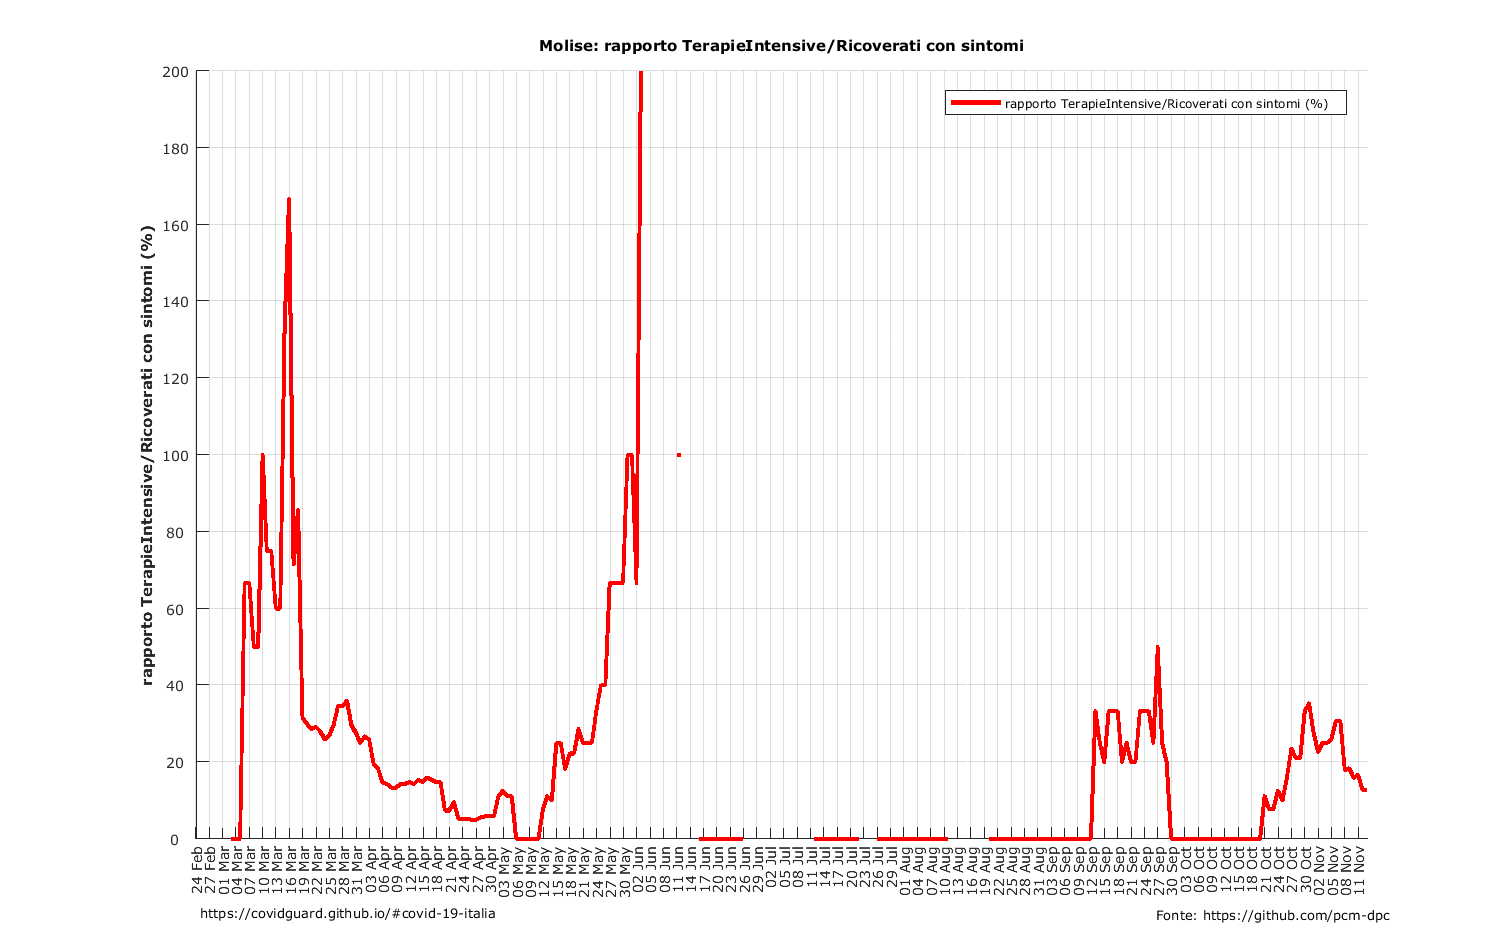 Molise: rapporto TerapieIntensive/Ricoverati con sintomi
rapporto TerapieIntensive/Ricoverati con sintomi (%)
rapporto TerapieIntensive/Ricoverati con sintomi (%)
200
180
160
140
120
100
80
60
40
20
0
24 Feb
27 Feb
01 Mar
04 Mar
07 Mar
10 Mar
13 Mar
16 Mar
19 Mar
22 Mar
25 Mar
28 Mar
31 Mar
03 Apr
06 Apr
09 Apr
12 Apr
15 Apr
18 Apr
21 Apr
24 Apr
27 Apr
30 Apr
03 May
06 May
09 May
12 May
15 May
18 May
21 May
24 May
27 May
30 May
02 Jun
05 Jun
08 Jun
11 Jun
14 Jun
17 Jun
20 Jun
23 Jun
26 Jun
29 Jun
02 Jul
05 Jul
08 Jul
11 Jul
14 Jul
17 Jul
20 Jul
23 Jul
26 Jul
29 Jul
01 Aug
04 Aug
07 Aug
10 Aug
13 Aug
16 Aug
19 Aug
22 Aug
25 Aug
28 Aug
31 Aug
03 Sep
06 Sep
09 Sep
12 Sep
15 Sep
18 Sep
21 Sep
24 Sep
27 Sep
30 Sep
03 Oct
06 Oct
09 Oct
12 Oct
15 Oct
18 Oct
21 Oct
24 Oct
27 Oct
30 Oct
02 Nov
05 Nov
08 Nov
11 Nov
https://covidguard.github.io/#covid-19-italia
Fonte: https://github.com/pcm-dpc